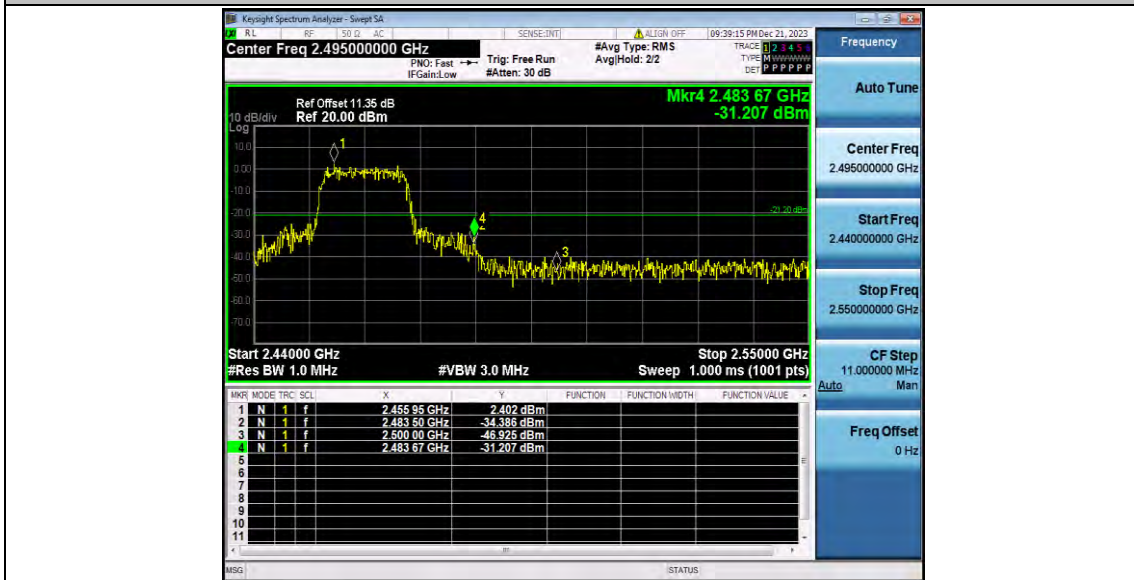 Keysight Spectrum Analyzer - Swept SA
RL RF 50 Ω AC SENSE:INT ALIGN OFF 09:39:15 PM Dec 21, 2023
Center Freq 2.495000000 GHz
PNO: Fast
IFGain:Low
Trig: Free Run
#Atten: 30 dB
#Avg Type: RMS
Avg|Hold: 2/2
TRACE 1 2 3 4 5 6
TYPE M WWWWW
DET P P P P P P
Frequency
Auto Tune
Center Freq
2.495000000 GHz
Start Freq
2.440000000 GHz
Stop Freq
2.550000000 GHz
CF Step
11.000000 MHz
Auto Man
Freq Offset
0 Hz
Mkr4 2.483 67 GHz
-31.207 dBm
Ref Offset 11.35 dB
10 dB/div Ref 20.00 dBm
Log
10.0
0.00
-10.0
-20.0
-30.0
-40.0
-50.0
-60.0
-70.0
1
4
3
-21.20 dBm
Start 2.44000 GHz Stop 2.55000 GHz
#Res BW 1.0 MHz #VBW 3.0 MHz Sweep 1.000 ms (1001 pts)
MKR MODE TRC SCL X Y FUNCTION FUNCTION WIDTH FUNCTION VALUE
1 N 1 f 2.455 95 GHz 2.402 dBm
2 N 1 f 2.483 50 GHz -34.386 dBm
3 N 1 f 2.500 00 GHz -46.925 dBm
4 N 1 f 2.483 67 GHz -31.207 dBm
5
6
7
8
9
10
11
MSG STATUS